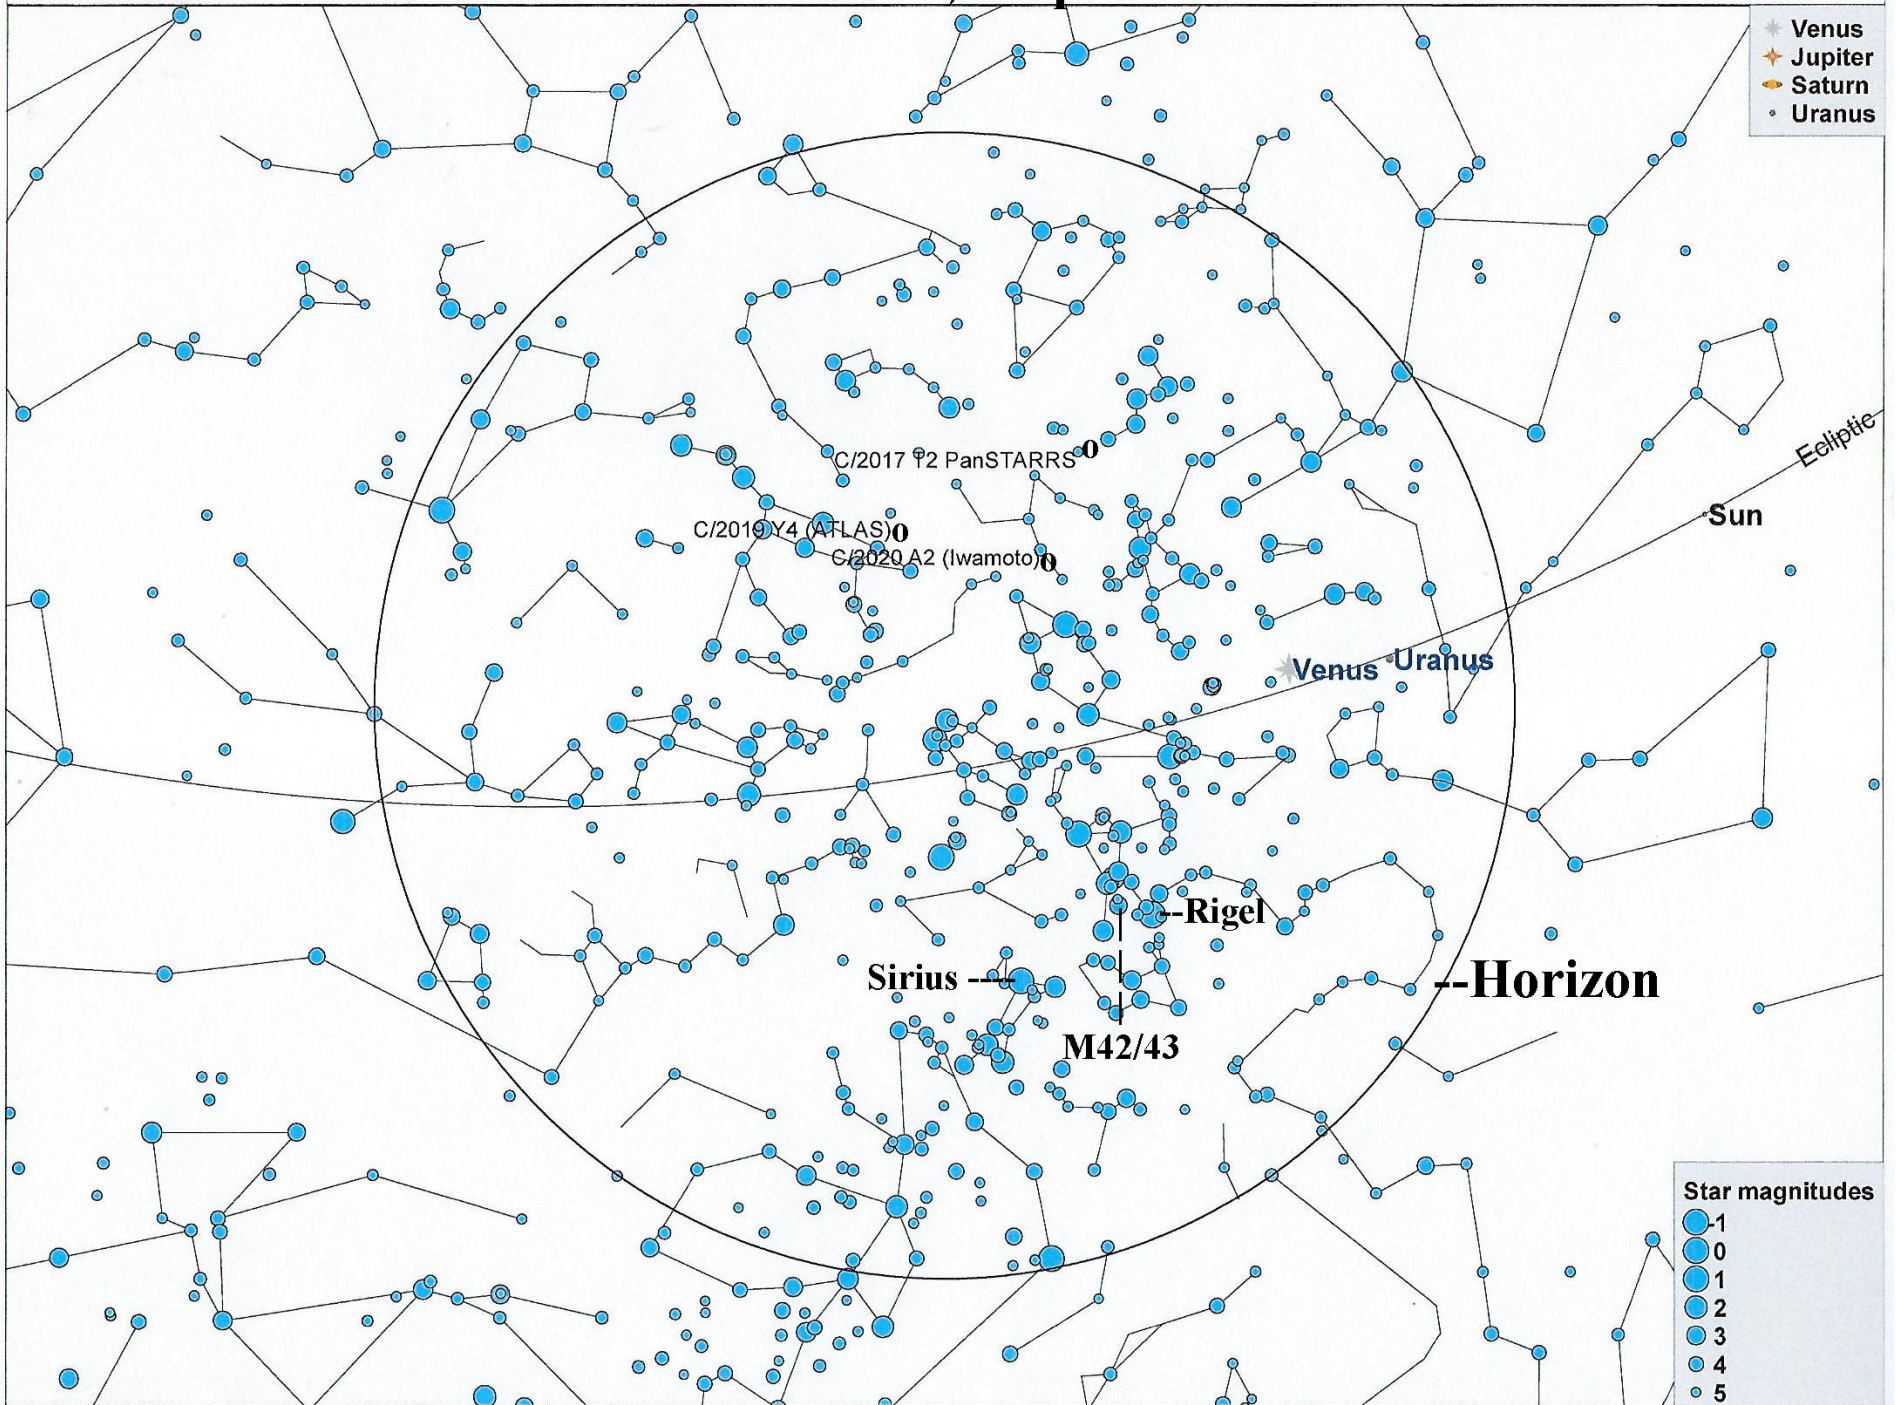 Venus
Jupiter
Saturn
Uranus
C/2017 T2 PanSTARRS
C/2019 Y4 (ATLAS)
C/2020 A2 (Iwamoto)
Ecliptic
Sun
Venus
Uranus
--Rigel
Sirius ----
--Horizon
M42/43
Star magnitudes
-1
0
1
2
3
4
5